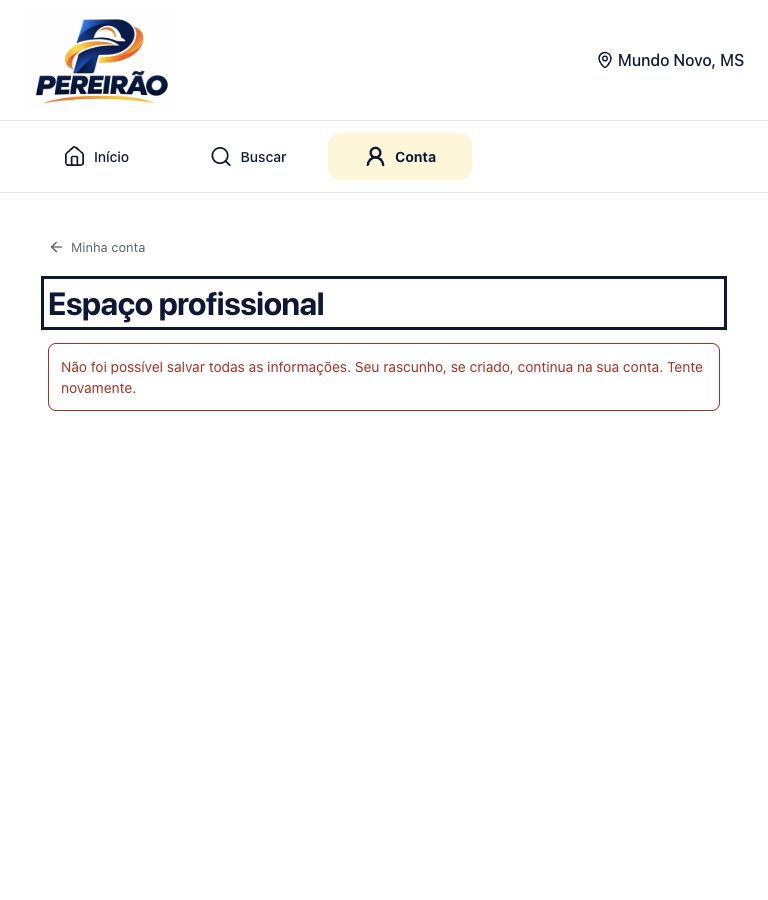 PEREIRÃO
Mundo Novo, MS
Início
Buscar
Conta
Minha conta
Espaço profissional
Não foi possível salvar todas as informações. Seu rascunho, se criado, continua na sua conta. Tente
novamente.